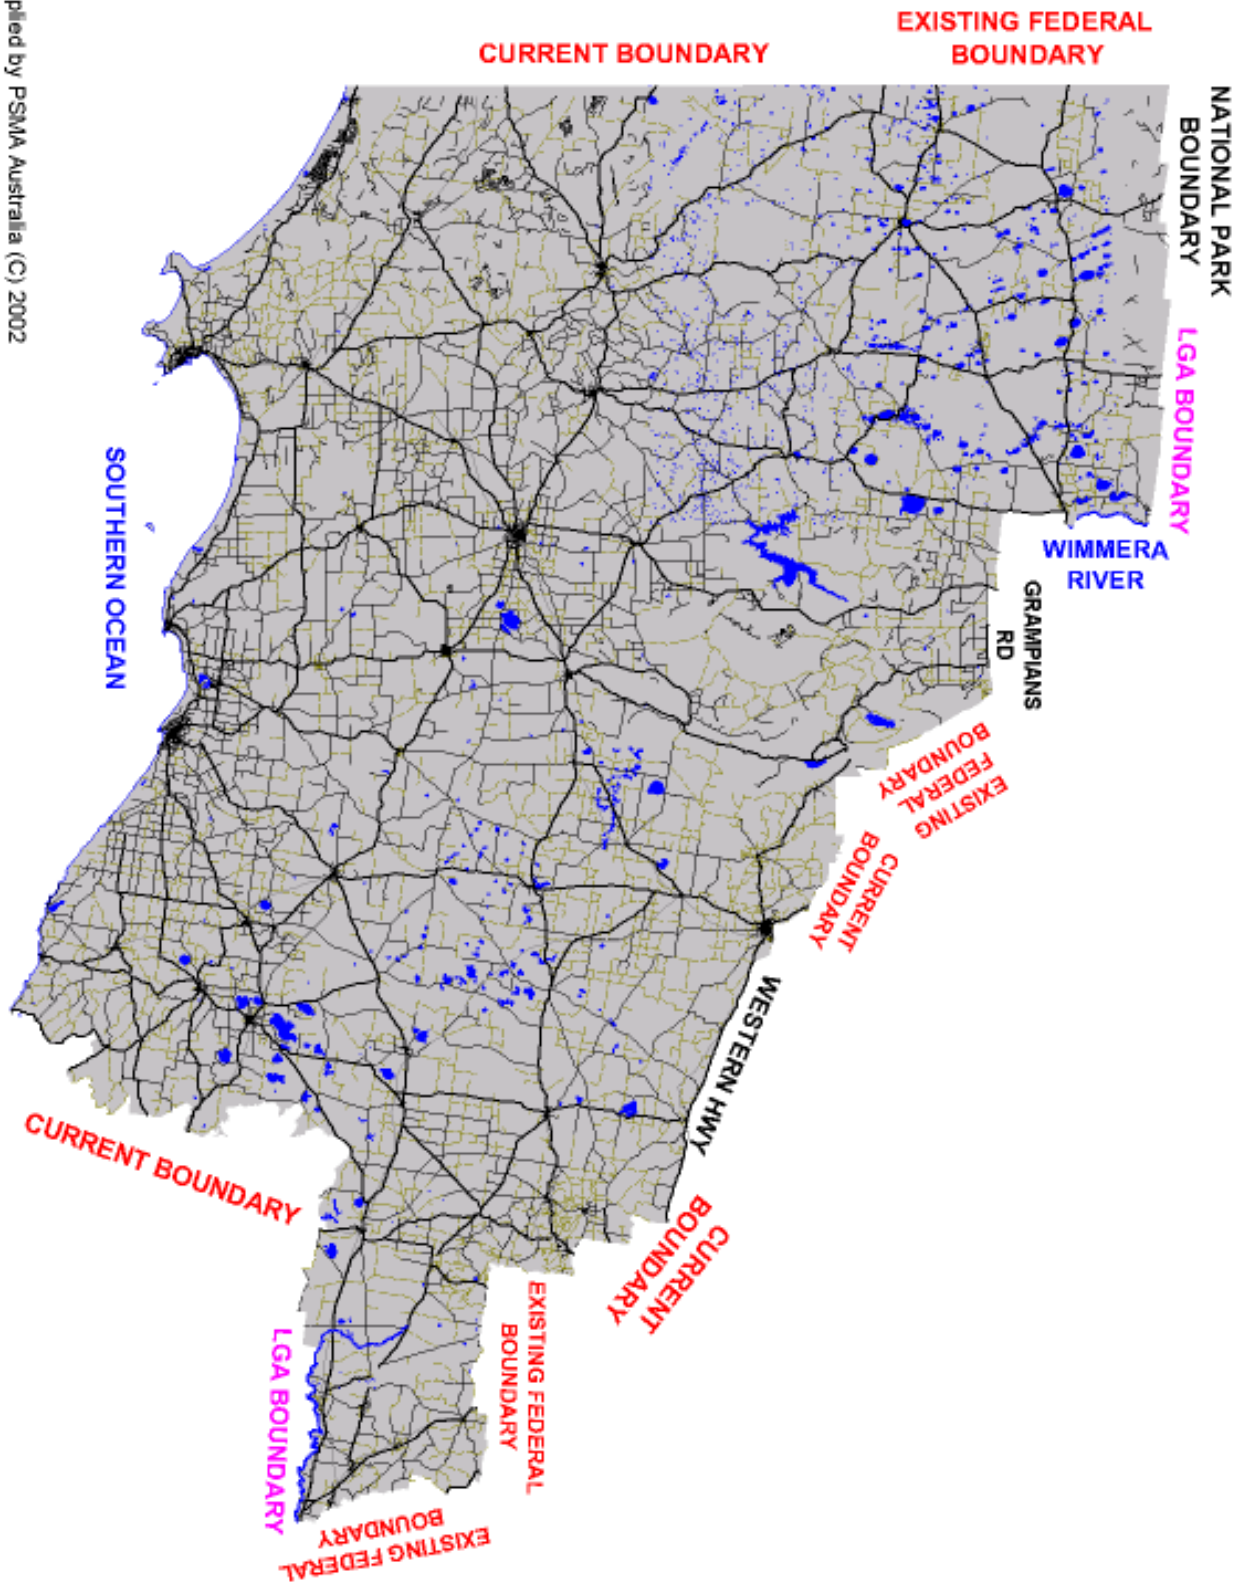 EXISTING FEDERAL
BOUNDARY
CURRENT BOUNDARY
NATIONAL PARK
BOUNDARY
LGA BOUNDARY
WIMMERA
RIVER
GRAMPIANS
RD
EXISTING
FEDERAL
BOUNDARY
CURRENT
BOUNDARY
WESTERN HWY
CURRENT
BOUNDARY
EXISTING FEDERAL
BOUNDARY
EXISTING FEDERAL
BOUNDARY
LGA BOUNDARY
CURRENT BOUNDARY
SOUTHERN OCEAN
plied by PSMA Australia (C) 2002